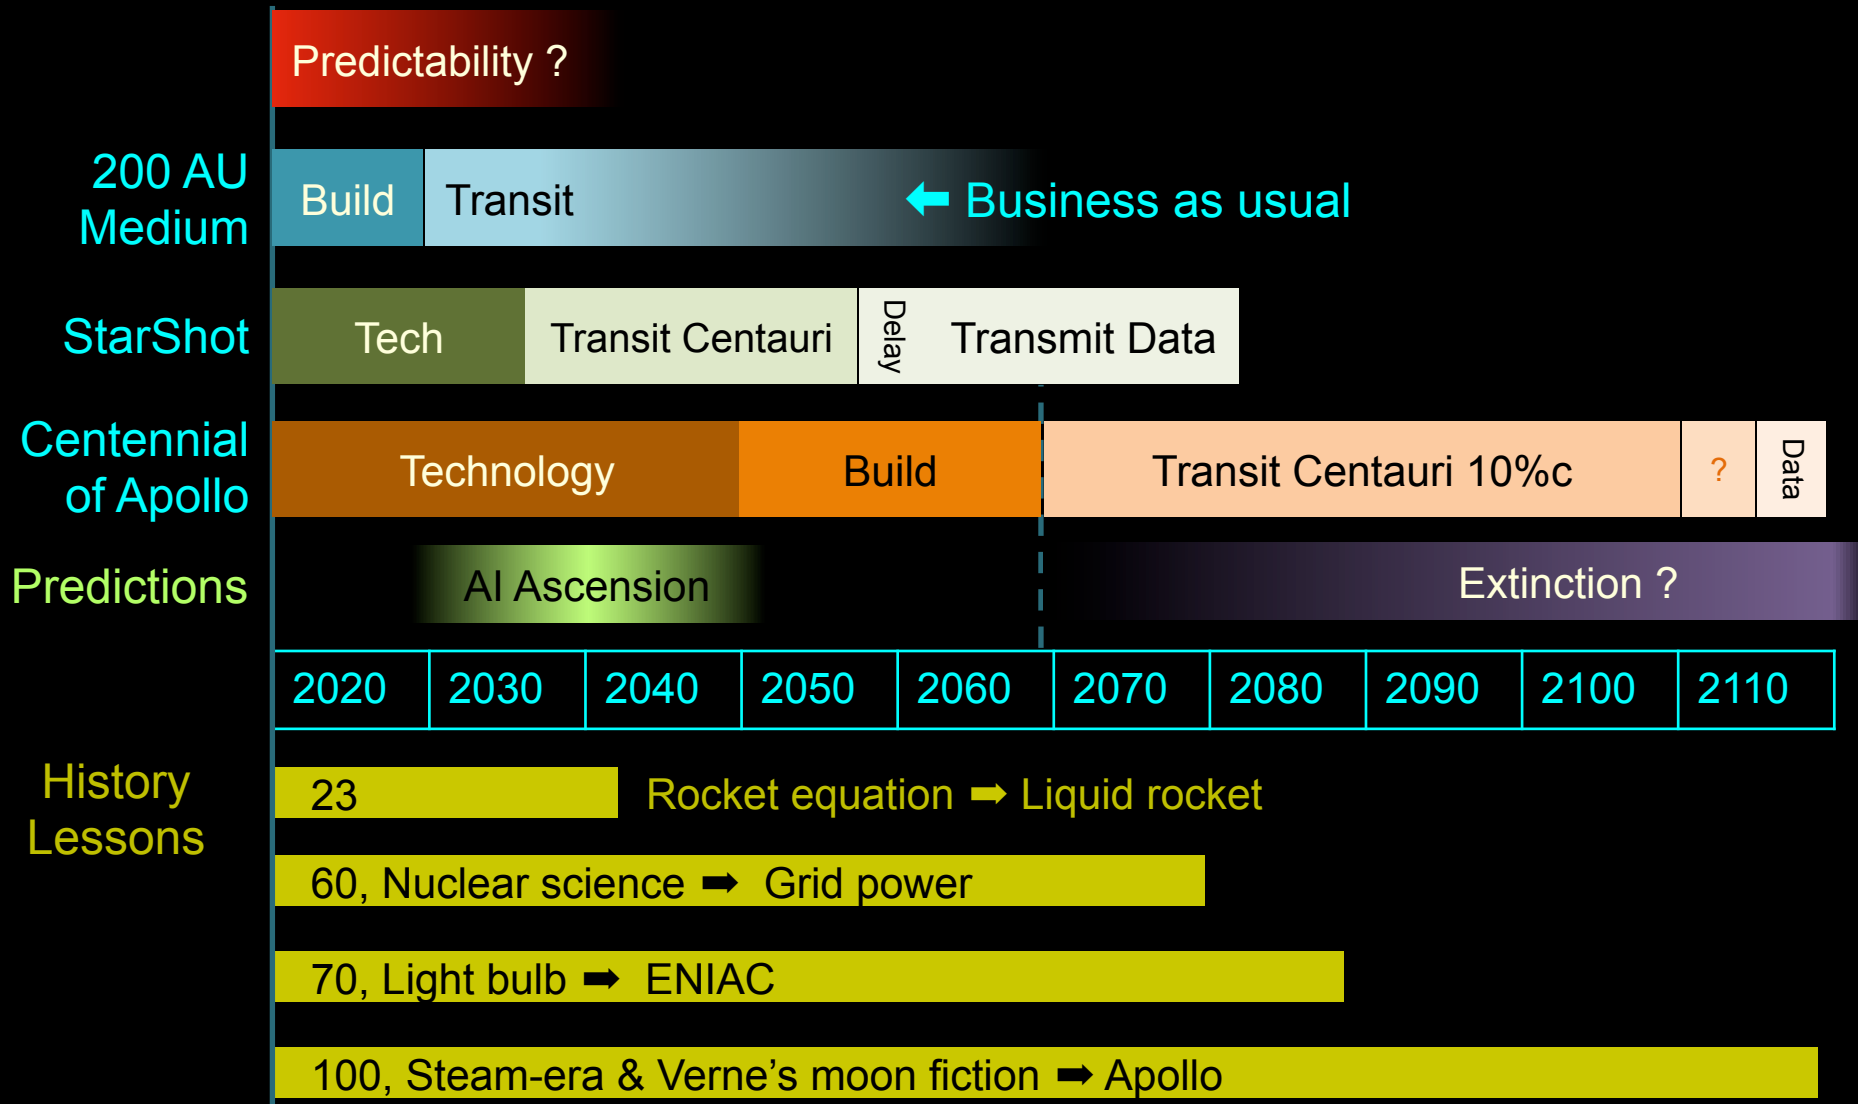 Predictability ?
200 AU
Medium
Build
Transit
⬅ Business as usual
StarShot
Tech
Transit Centauri
Delay
Transmit Data
Centennial
of Apollo
Technology
Build
Transit Centauri 10%c
?
Data
Predictions
AI Ascension
Extinction ?
2020 2030 2040 2050 2060 2070 2080 2090 2100 2110
History
Lessons
23
Rocket equation ➡ Liquid rocket
60, Nuclear science ➡ Grid power
70, Light bulb ➡ ENIAC
100, Steam-era & Verne’s moon fiction ➡ Apollo